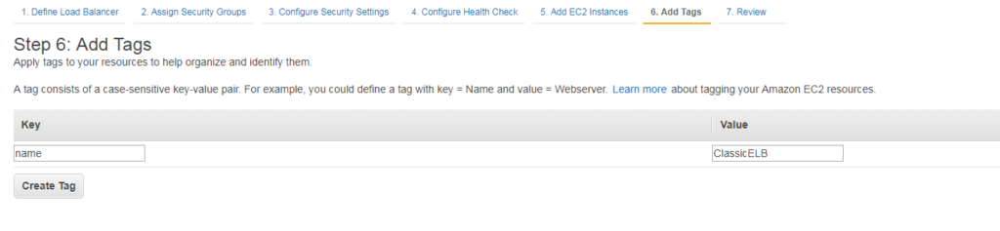 1. Define Load Balancer 2. Assign Security Groups 3. Configure Security Settings 4. Configure Health Check 5. Add EC2 Instances 6. Add Tags 7. Review
Step 6: Add Tags
Apply tags to your resources to help organize and identify them.
A tag consists of a case-sensitive key-value pair. For example, you could define a tag with key = Name and value = Webserver. Learn more about tagging your Amazon EC2 resources.
Key Value
name ClassicELB
Create Tag